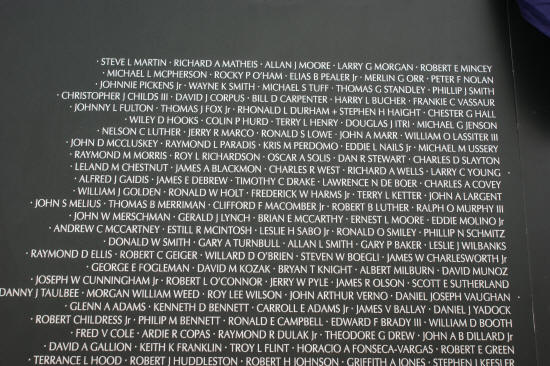 · STEVE L MARTIN · RICHARD A MATHEIS · ALLAN J MOORE · LARRY G MORGAN · ROBERT E MINCEY
· MICHAEL L MCPHERSON · ROCKY P O'HAM · ELIAS B PEALER Jr · MERLIN G ORR · PETER F NOLAN
· JOHNNIE PICKENS Jr · WAYNE K SMITH · MICHAEL S TUFF · THOMAS G STANDLEY · PHILLIP J SMITH
· CHRISTOPHER J CHILDS III · DAVID J CORPUS · BILL D CARPENTER · HARRY L BUCHER · FRANKIE C VASSAUR
· JOHNNY L FULTON · THOMAS J FOX Jr · RHONALD L DURHAM + STEPHEN H HAIGHT · CHESTER G HALL
· WILEY D HOOKS · COLIN P HURD · TERRY L HENRY · DOUGLAS J ITRI · MICHAEL G JENSON
· NELSON C LUTHER · JERRY R MARCO · RONALD S LOWE · JOHN A MARR · WILLIAM O LASSITER III
· JOHN D MCCLUSKEY · RAYMOND L PARADIS · KRIS M PERDOMO · EDDIE L NAILS Jr · MICHAEL M USSERY
· RAYMOND M MORRIS · ROY L RICHARDSON · OSCAR A SOLIS · DAN R STEWART · CHARLES D SLAYTON
· LELAND M CHESTNUT · JAMES A BLACKMON · CHARLES R WEST · RICHARD A WELLS · LARRY C YOUNG ·
· ALFRED J GAIDIS · JAMES E DEBREW · TIMOTHY C DRAKE · LAWRENCE N DE BOER · CHARLES A COVEY
· WILLIAM J GOLDEN · RONALD W HOLT · FREDERICK W HARMS Jr · TERRY L KETTER · JOHN A LARGENT
· JOHN S MELIUS · THOMAS B MERRIMAN · CLIFFORD F MACOMBER Jr · ROBERT B LUTHER · RALPH O MURPHY III
· JOHN W MERSCHMAN · GERALD J LYNCH · BRIAN E MCCARTHY · ERNEST L MOORE · EDDIE MOLINO Jr
· ANDREW C MCCARTNEY · ESTILL R MCINTOSH · LESLIE H SABO Jr · RONALD O SMILEY · PHILLIP N SCHMITZ
· DONALD W SMITH · GARY A TURNBULL · ALLAN L SMITH · GARY P BAKER · LESLIE J WILBANKS
· RAYMOND D ELLIS · ROBERT C GEIGER · WILLARD D O'BRIEN · STEVEN W BOEGLI · JAMES W CHARLESWORTH Jr
· GEORGE E FOGLEMAN · DAVID M KOZAK · BRYAN T KNIGHT · ALBERT MILBURN · DAVID MUNOZ
· JOSEPH W CUNNINGHAM Jr · ROBERT L O'CONNOR · JERRY W PYLE · JAMES R OLSON · SCOTT E SUTHERLAND
DANNY J TAULBEE · MORGAN WILLIAM WEED · ROY LEE WILSON · JOHN ARTHUR VERNO · DANIEL JOSEPH VAUGHAN ·
· GLENN A ADAMS · KENNETH D BENNETT · CARROLL E ADAMS Jr · JAMES V BALLAY · DANIEL J YADOCK
· ROBERT CHILDRESS Jr · PHILIP M BENNETT · RONALD E CAMPBELL · EDWARD F BRADY III · WILLIAM D BOOTH
· FRED V COLE · ARDIE R COPAS · RAYMOND R DULAK Jr · THEODORE G DREW · JOHN A B DILLARD Jr
· DAVID A GALLION · KEITH K FRANKLIN · TROY L FLINT · HORACIO A FONSECA-VARGAS · ROBERT E GREEN
· TERRANCE L HOOD · ROBERT J HUDDLESTON · ROBERT H JOHNSON · GRIFFITH A JONES · STEPHEN J KEESLER